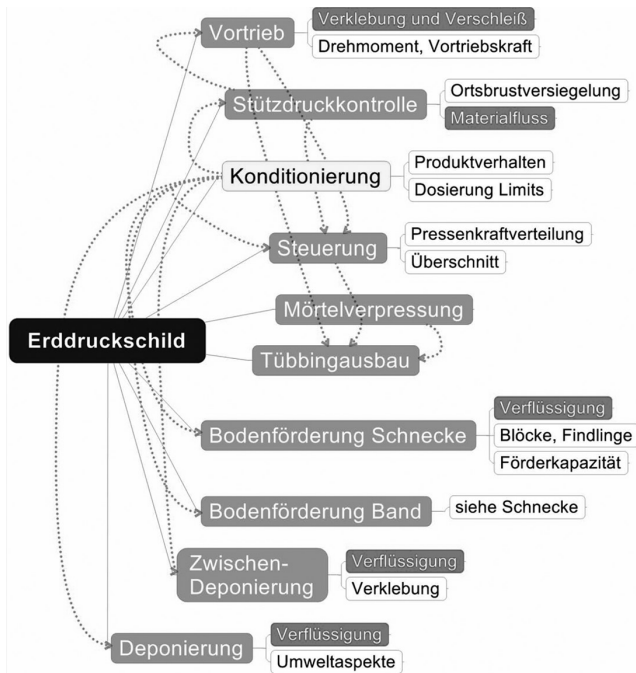 Vortrieb
Verklebung und Verschleiß
Drehmoment, Vortriebskraft
Stützdruckkontrolle
Ortsbrustversiegelung
Materialfluss
Konditionierung
Produktverhalten
Dosierung Limits
Steuerung
Pressenkraftverteilung
Überschnitt
Mörtelverpressung
Erddruckschild
Tübbingausbau
Bodenförderung Schnecke
Verflüssigung
Blöcke, Findlinge
Förderkapazität
Bodenförderung Band
siehe Schnecke
Zwischen-
Deponierung
Verflüssigung
Verklebung
Deponierung
Verflüssigung
Umweltaspekte